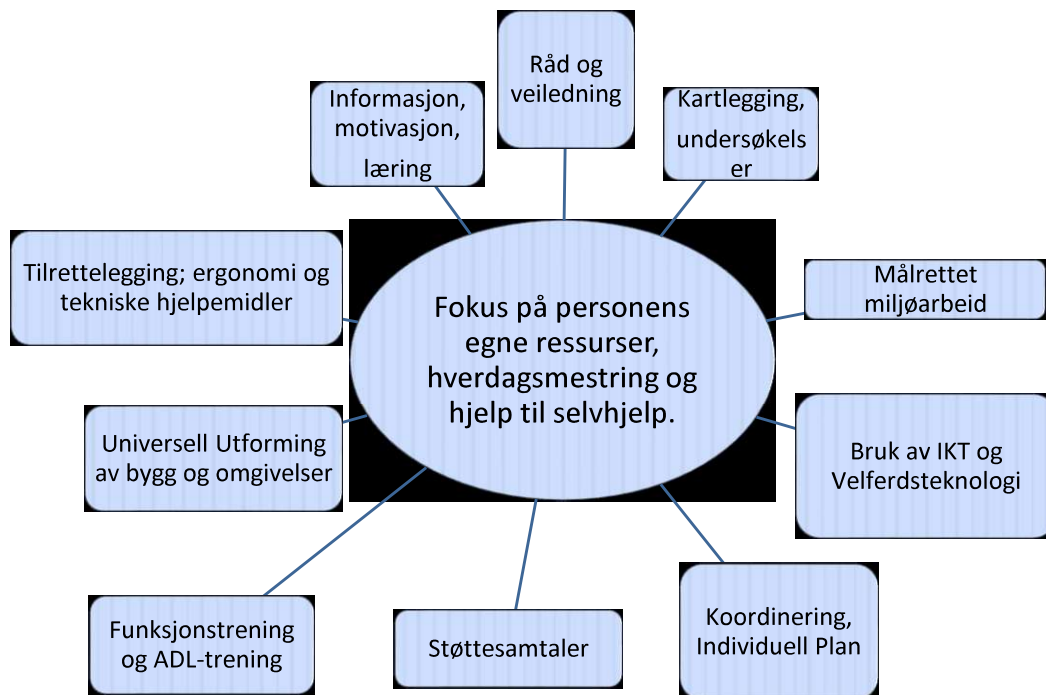 Råd og
veiledning
Informasjon,
motivasjon,
læring
Kartlegging,
undersøkels
er
Tilrettelegging; ergonomi og
tekniske hjelpemidler
Målrettet
miljøarbeid
Fokus på personens
egne ressurser,
hverdagsmestring og
hjelp til selvhjelp.
Universell Utforming
av bygg og omgivelser
Bruk av IKT og
Velferdsteknologi
Funksjonstrening
og ADL-trening
Støttesamtaler
Koordinering,
Individuell Plan